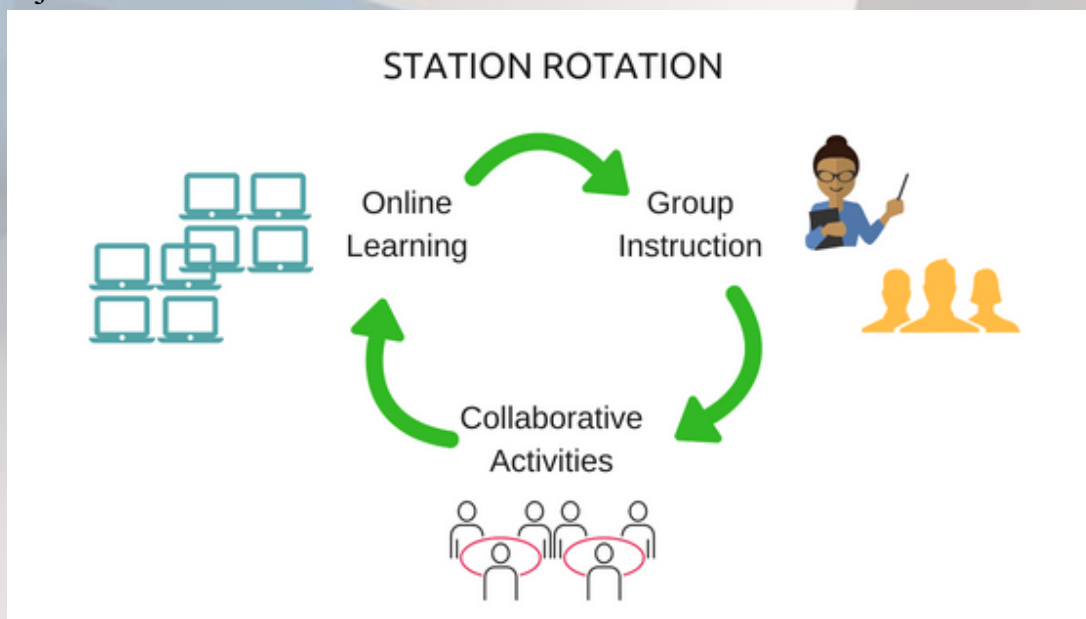 STATION ROTATION
Online
Learning
Group
Instruction
Collaborative
Activities